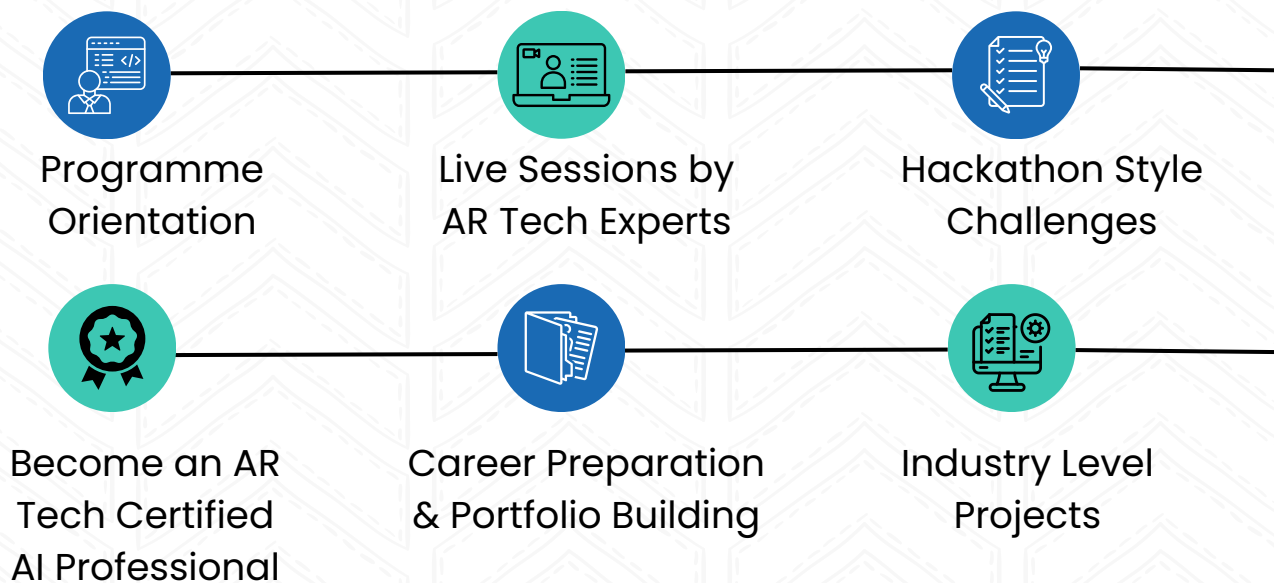 Programme
Orientation
Live Sessions by
AR Tech Experts
Hackathon Style
Challenges
Become an AR
Tech Certified
AI Professional
Career Preparation
& Portfolio Building
Industry Level
Projects